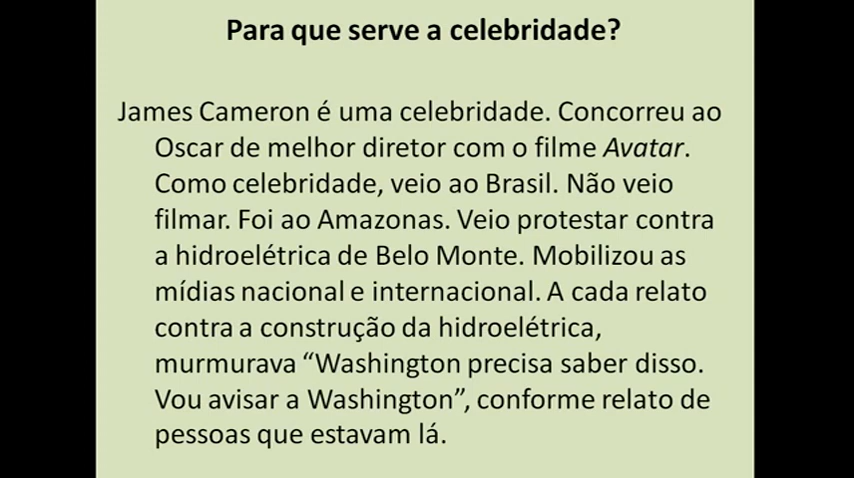 Para que serve a celebridade?
James Cameron é uma celebridade. Concorreu ao
Oscar de melhor diretor com o filme Avatar.
Como celebridade, veio ao Brasil. Não veio
filmar. Foi ao Amazonas. Veio protestar contra
a hidroelétrica de Belo Monte. Mobilizou as
mídias nacional e internacional. A cada relato
contra a construção da hidroelétrica,
murmurava “Washington precisa saber disso.
Vou avisar a Washington”, conforme relato de
pessoas que estavam lá.